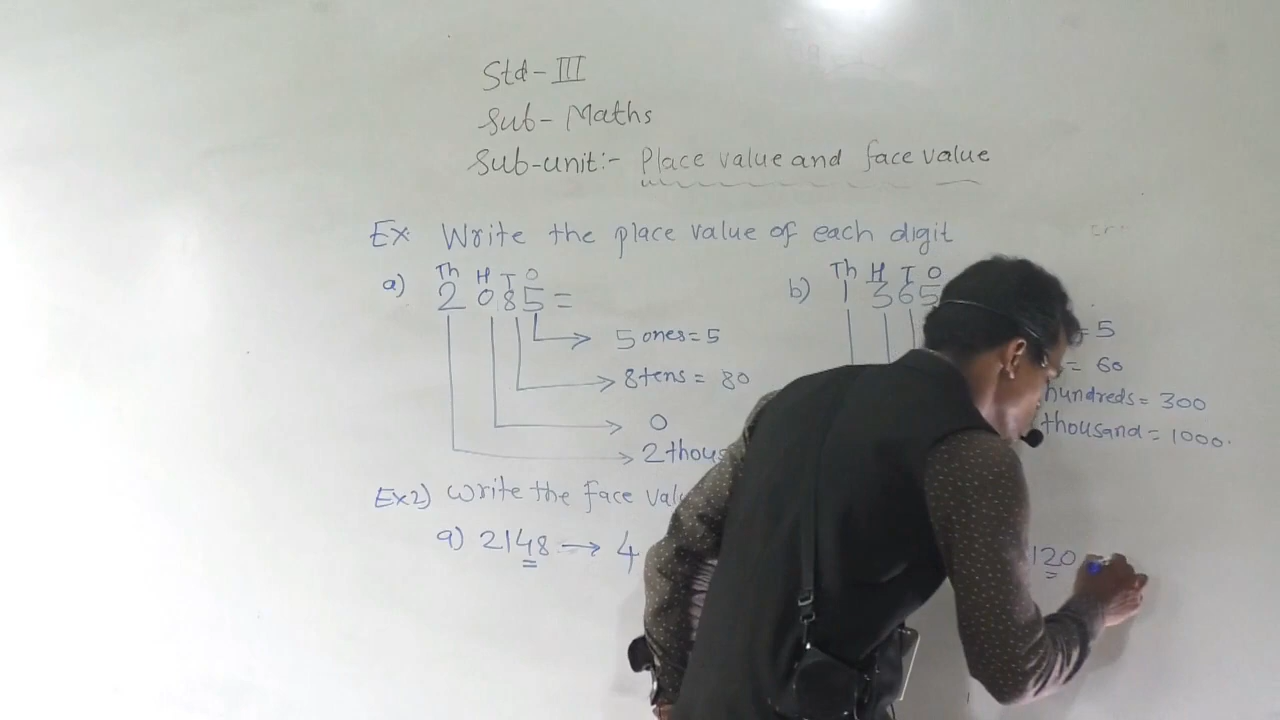 Std- III
Sub- Maths
Sub-unit:- Place value and face value
Ex. Write the place value of each digit
a) Th H T O
2 0 8 5 =
5 ones = 5
8 tens = 80
0
2 thous
b) Th H T O
1 3 6 5
= 5
= 60
hundreds = 300
thousand = 1000.
Ex2) Write the face val
a) 2148 → 4
120